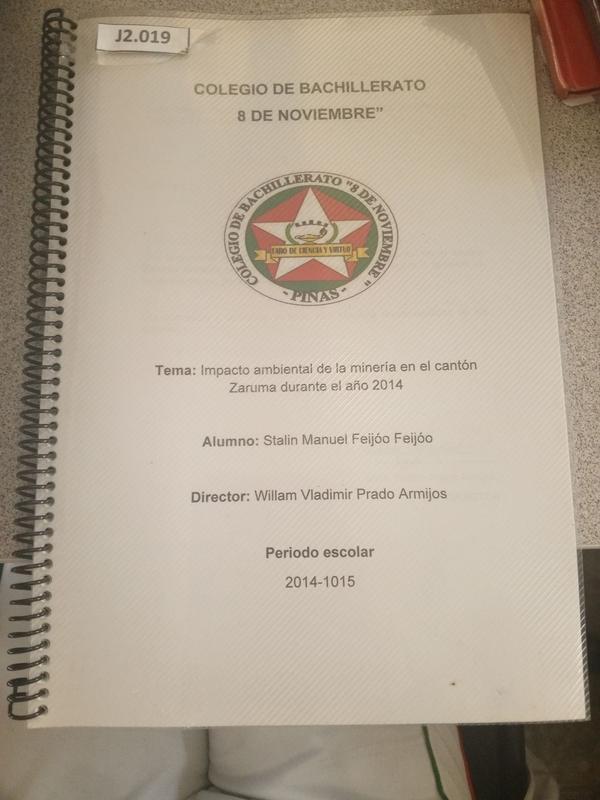 J2.019
COLEGIO DE BACHILLERATO
8 DE NOVIEMBRE”
COLEGIO DE BACHILLERATO "8 DE NOVIEMBRE"
FARO DE CIENCIA Y VIRTUD
- PIÑAS -
Tema: Impacto ambiental de la minería en el cantón
Zaruma durante el año 2014
Alumno: Stalin Manuel Feijóo Feijóo
Director: Willam Vladimir Prado Armijos
Periodo escolar
2014-1015